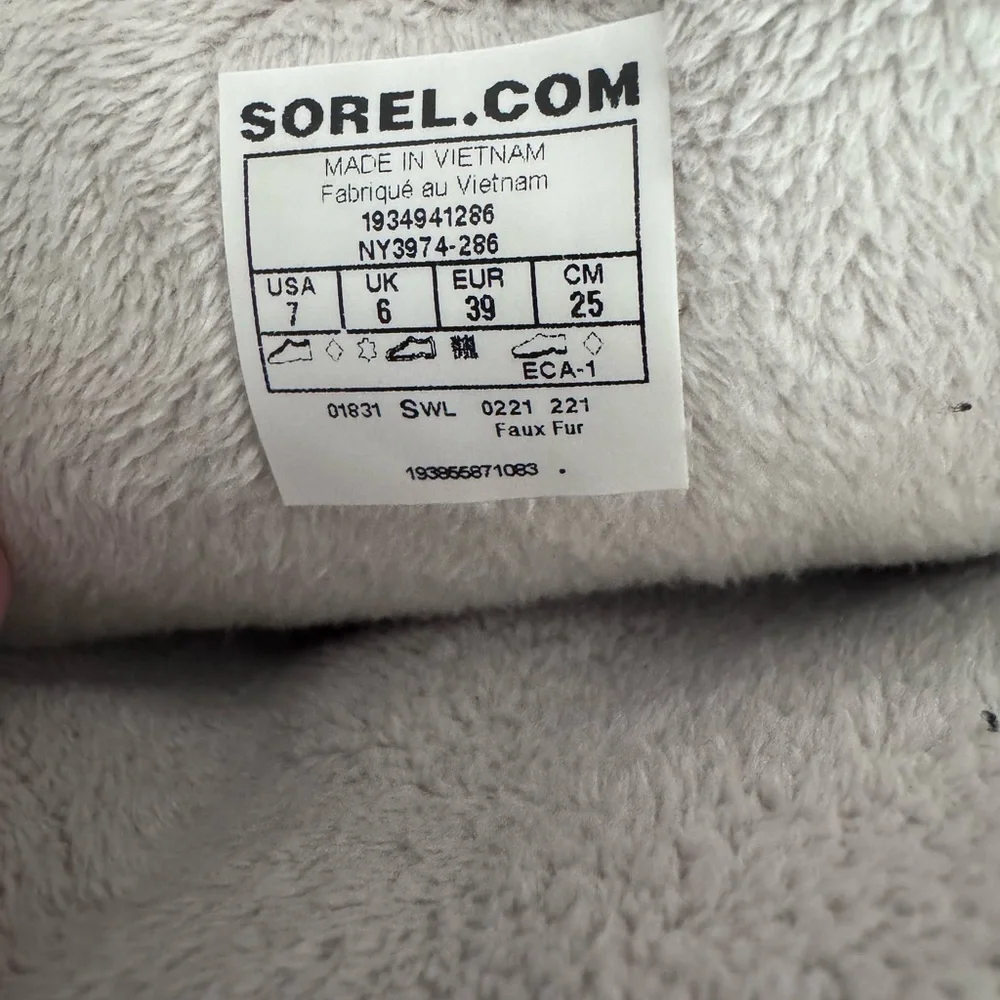 SOREL.COM
MADE IN VIETNAM
Fabriqué au Vietnam
1934941286
NY3974-286
USA UK EUR CM
7 6 39 25
ECA-1
01831 SWL 0221 221
Faux Fur
193855871083